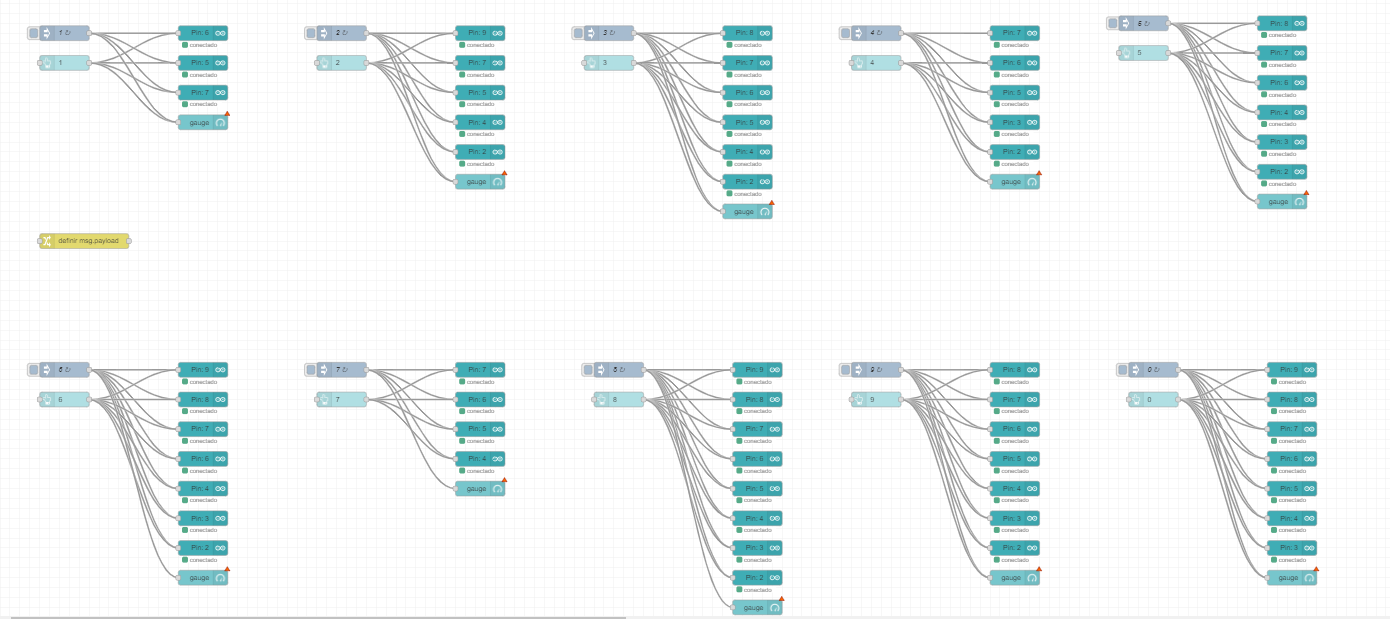 1 ↻
Pin: 6
conectado
1
Pin: 5
conectado
Pin: 7
conectado
gauge
2 ↻
Pin: 9
conectado
2
Pin: 7
conectado
Pin: 5
conectado
Pin: 4
conectado
Pin: 2
conectado
gauge
3 ↻
Pin: 8
conectado
3
Pin: 7
conectado
Pin: 6
conectado
Pin: 5
conectado
Pin: 4
conectado
Pin: 2
conectado
gauge
4 ↻
Pin: 7
conectado
4
Pin: 6
conectado
Pin: 5
conectado
Pin: 3
conectado
Pin: 2
conectado
gauge
5 ↻
Pin: 8
conectado
5
Pin: 7
conectado
Pin: 6
conectado
Pin: 4
conectado
Pin: 3
conectado
Pin: 2
conectado
gauge
definir msg.payload
6 ↻
Pin: 9
conectado
6
Pin: 8
conectado
Pin: 7
conectado
Pin: 6
conectado
Pin: 4
conectado
Pin: 3
conectado
Pin: 2
conectado
gauge
7 ↻
Pin: 7
conectado
7
Pin: 6
conectado
Pin: 5
conectado
Pin: 4
conectado
gauge
↻
Pin: 9
conectado
8
Pin: 8
conectado
Pin: 7
conectado
Pin: 6
conectado
Pin: 5
conectado
Pin: 4
conectado
Pin: 3
conectado
Pin: 2
conectado
gauge
9 ↻
Pin: 8
conectado
9
Pin: 7
conectado
Pin: 6
conectado
Pin: 5
conectado
Pin: 4
conectado
Pin: 3
conectado
Pin: 2
conectado
gauge
0 ↻
Pin: 9
conectado
0
Pin: 8
conectado
Pin: 7
conectado
Pin: 6
conectado
Pin: 5
conectado
Pin: 4
conectado
Pin: 3
conectado
gauge